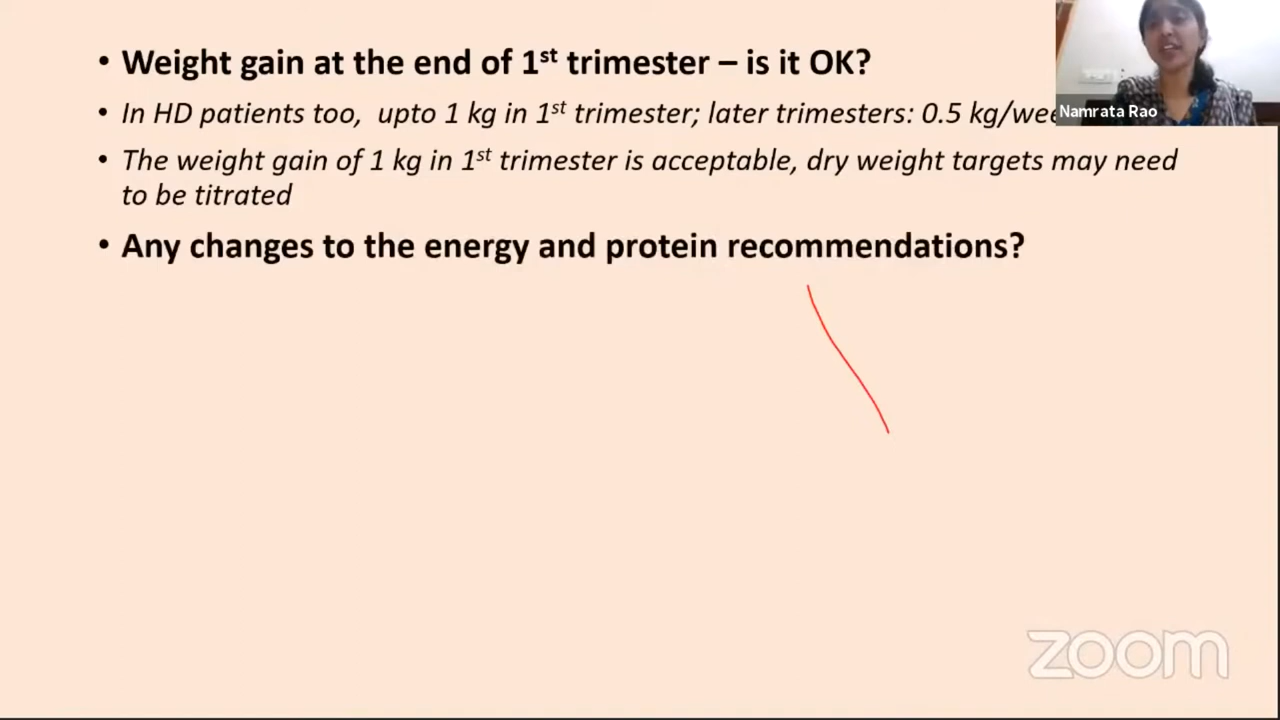 • Weight gain at the end of 1st trimester – is it OK?
• In HD patients too, upto 1 kg in 1st trimester; later trimesters: 0.5 kg/wee
Namrata Rao
• The weight gain of 1 kg in 1st trimester is acceptable, dry weight targets may need
to be titrated
• Any changes to the energy and protein recommendations?
zoom